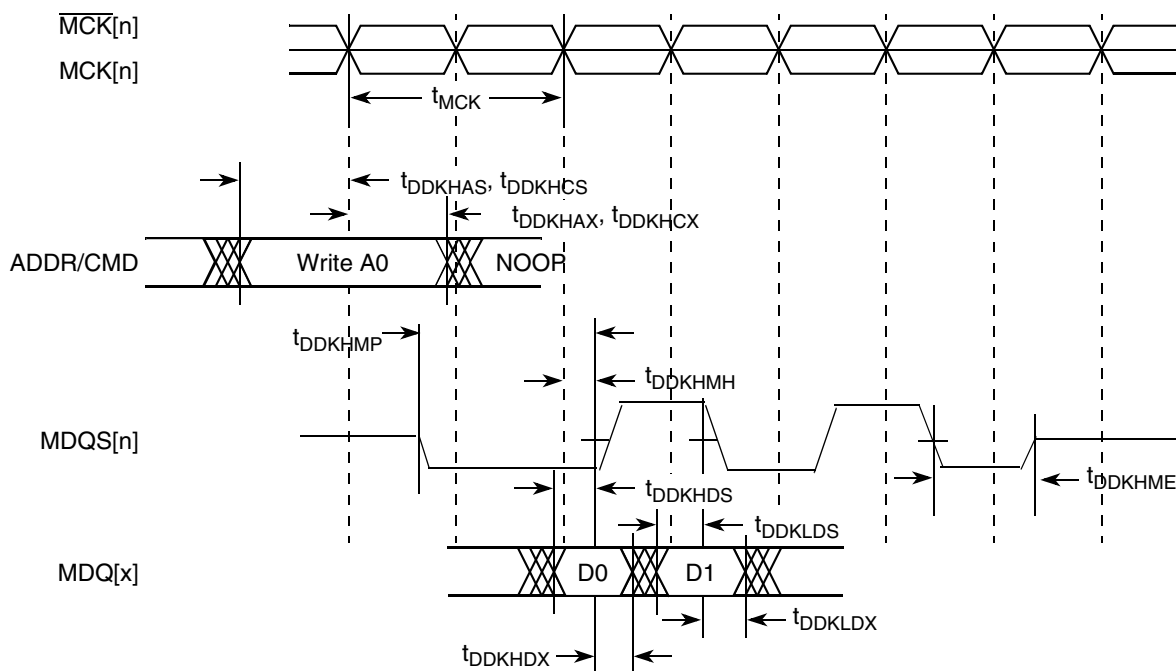 MCK[n]
MCK[n]
tMCK
tDDKHAS, tDDKHCS
tDDKHAX, tDDKHCX
ADDR/CMD
Write A0
NOOP
tDDKHMP
tDDKHMH
MDQS[n]
tDDKHME
tDDKHDS
tDDKLDS
MDQ[x]
D0
D1
tDDKLDX
tDDKHDX